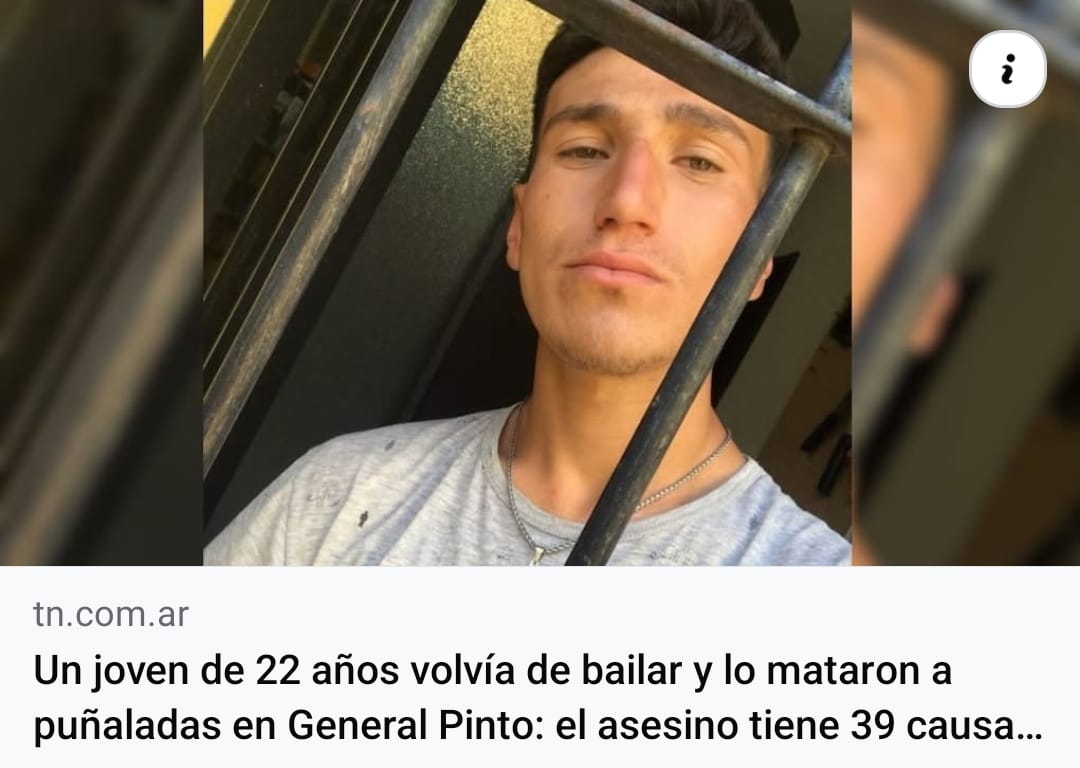 tn.com.ar
Un joven de 22 años volvía de bailar y lo mataron a
puñaladas en General Pinto: el asesino tiene 39 causa...